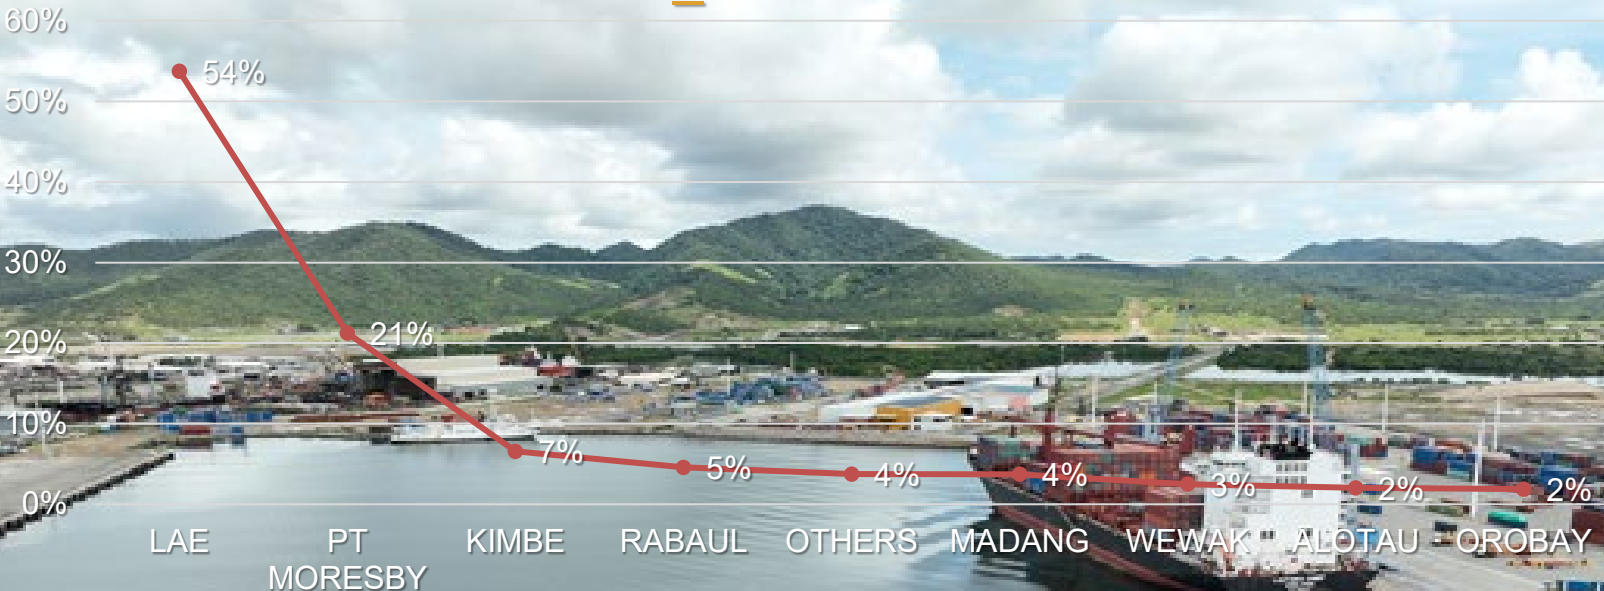 60%
54%
50%
40%
30%
21%
20%
10%
7%
5%
4%
4%
3%
2%
2%
0%
LAE
PT
MORESBY
KIMBE
RABAUL
OTHERS
MADANG
WEWAK
ALOTAU
OROBAY